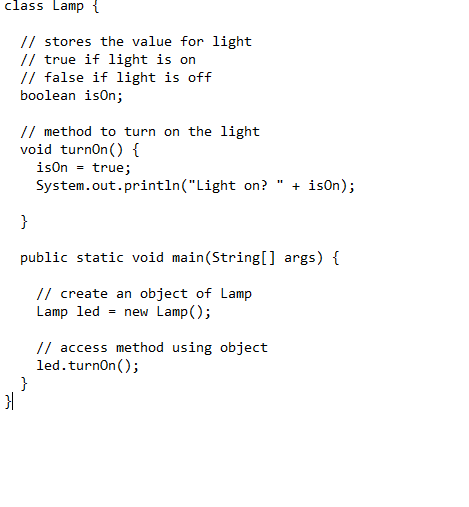 class Lamp {
// stores the value for light
// true if light is on
// false if light is off
boolean isOn;
// method to turn on the light
void turnOn() {
isOn = true;
System.out.println("Light on? " + isOn);
}
public static void main(String[] args) {
// create an object of Lamp
Lamp led = new Lamp();
// access method using object
led.turnOn();
}
}